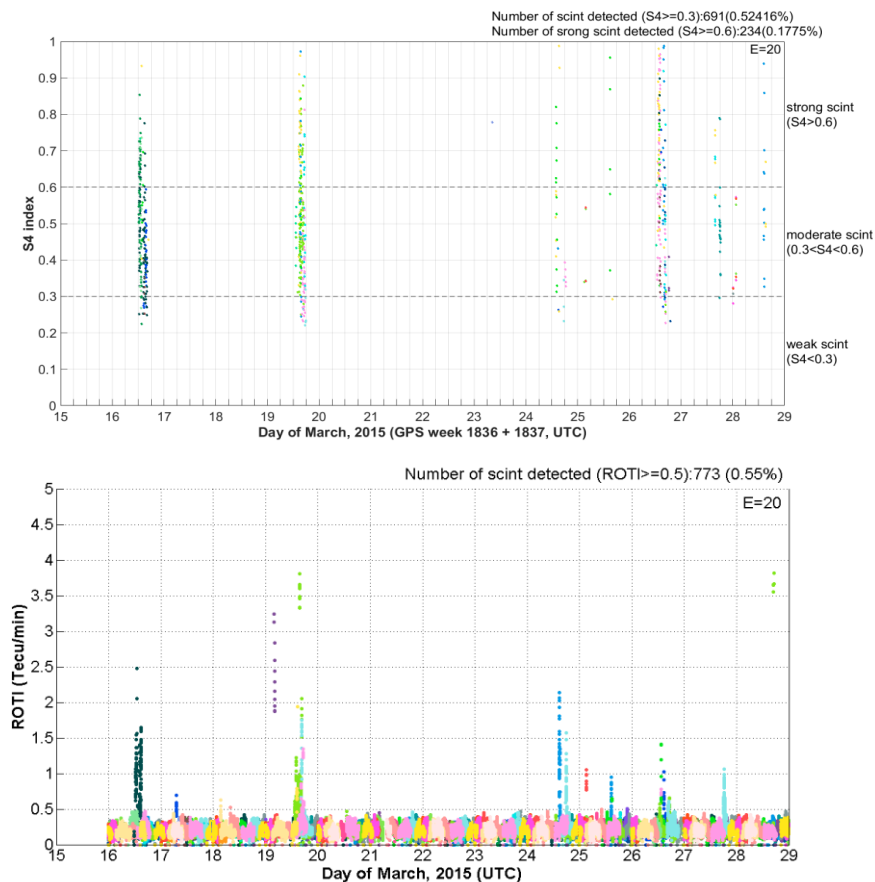 Number of scint detected (S4>=0.3):691(0.52416%)
Number of srong scint detected (S4>=0.6):234(0.1775%)
E=20
1
0.9
0.8
0.7
0.6
0.5
0.4
0.3
0.2
0.1
0
S4 index
strong scint
(S4>0.6)
moderate scint
(0.3<S4<0.6)
weak scint
(S4<0.3)
15 16 17 18 19 20 21 22 23 24 25 26 27 28 29
Day of March, 2015 (GPS week 1836 + 1837, UTC)
Number of scint detected (ROTI>=0.5):773 (0.55%)
E=20
5
4.5
4
3.5
3
2.5
2
1.5
1
0.5
0
ROTI (Tecu/min)
15 16 17 18 19 20 21 22 23 24 25 26 27 28 29
Day of March, 2015 (UTC)